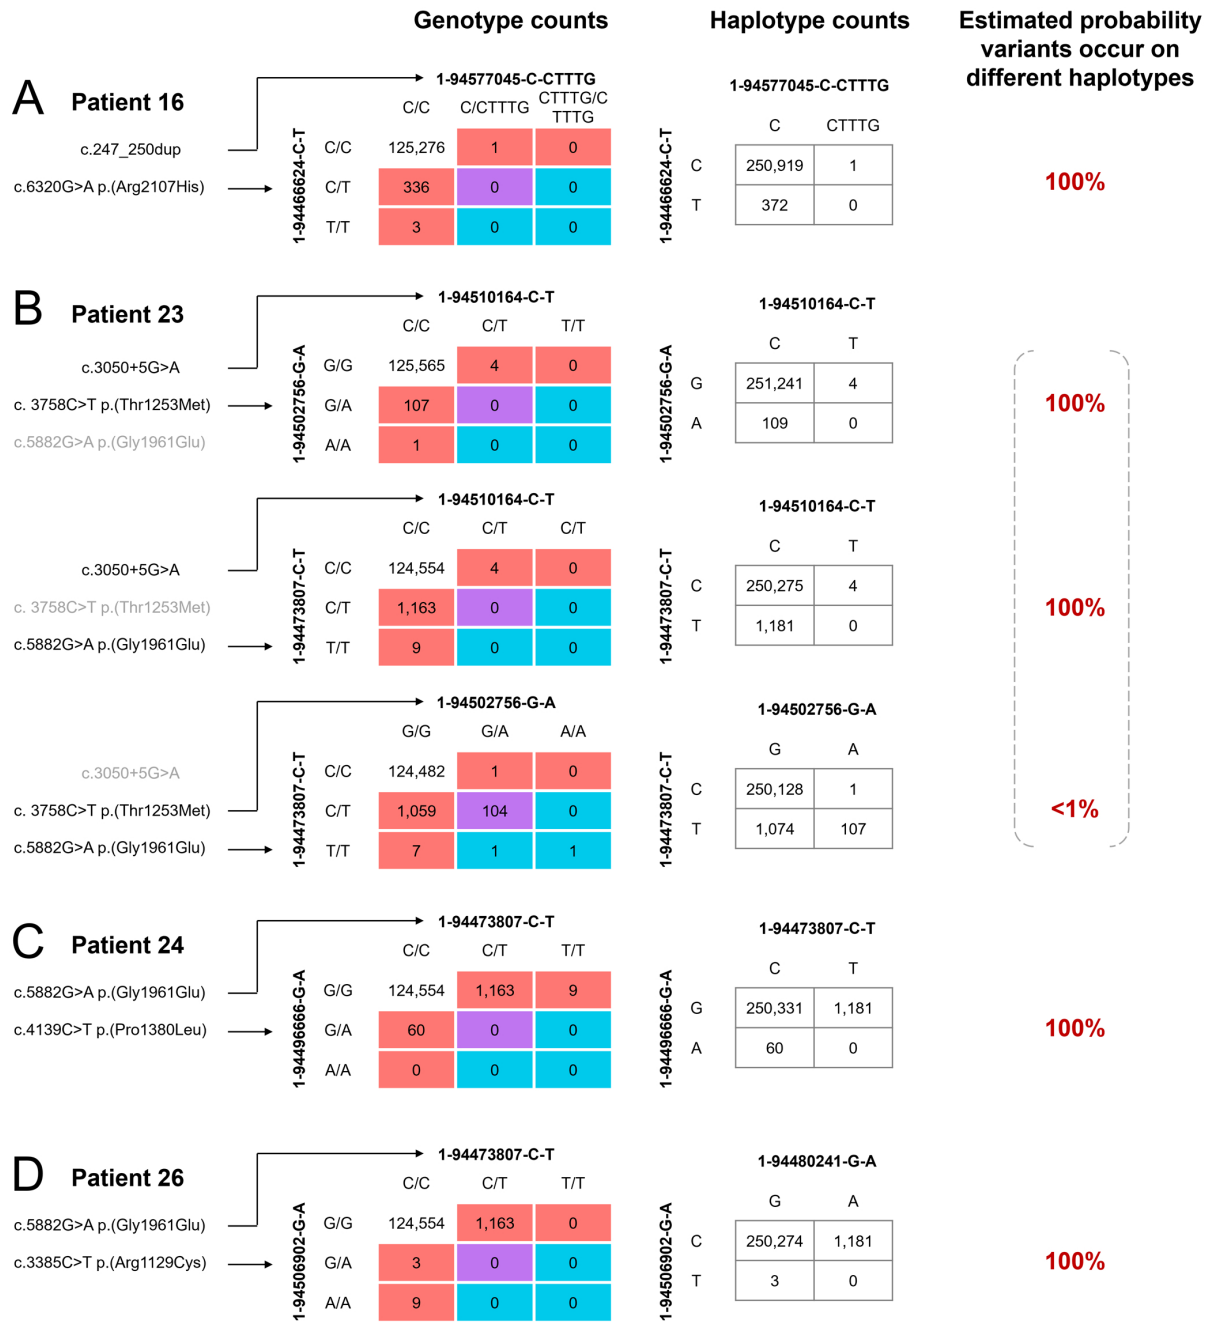 Genotype counts
Haplotype counts
Estimated probability
variants occur on
different haplotypes
A
Patient 16
c.247_250dup
c.6320G>A p.(Arg2107His)
1-94577045-C-CTTTG
C/C C/CTTTG CTTTG/C
TTTG
1-94466624-C-T
C/C 125,276 1 0
C/T 336 0 0
T/T 3 0 0
1-94577045-C-CTTTG
C CTTTG
1-94466624-C-T
C 250,919 1
T 372 0
100%
B
Patient 23
c.3050+5G>A
c. 3758C>T p.(Thr1253Met)
c.5882G>A p.(Gly1961Glu)
1-94510164-C-T
C/C C/T T/T
1-94502756-G-A
G/G 125,565 4 0
G/A 107 0 0
A/A 1 0 0
1-94510164-C-T
C T
1-94502756-G-A
G 251,241 4
A 109 0
100%
c.3050+5G>A
c. 3758C>T p.(Thr1253Met)
c.5882G>A p.(Gly1961Glu)
1-94510164-C-T
C/C C/T C/T
1-94473807-C-T
C/C 124,554 4 0
C/T 1,163 0 0
T/T 9 0 0
1-94510164-C-T
C T
1-94473807-C-T
C 250,275 4
T 1,181 0
100%
c.3050+5G>A
c. 3758C>T p.(Thr1253Met)
c.5882G>A p.(Gly1961Glu)
1-94502756-G-A
G/G G/A A/A
1-94473807-C-T
C/C 124,482 1 0
C/T 1,059 104 0
T/T 7 1 1
1-94502756-G-A
G A
1-94473807-C-T
C 250,128 1
T 1,074 107
<1%
C
Patient 24
c.5882G>A p.(Gly1961Glu)
c.4139C>T p.(Pro1380Leu)
1-94473807-C-T
C/C C/T T/T
1-94496666-G-A
G/G 124,554 1,163 9
G/A 60 0 0
A/A 0 0 0
1-94473807-C-T
C T
1-94496666-G-A
G 250,331 1,181
A 60 0
100%
D
Patient 26
c.5882G>A p.(Gly1961Glu)
c.3385C>T p.(Arg1129Cys)
1-94473807-C-T
C/C C/T T/T
1-94506902-G-A
G/G 124,554 1,163 0
G/A 3 0 0
A/A 9 0 0
1-94480241-G-A
G A
1-94506902-G-A
C 250,274 1,181
T 3 0
100%